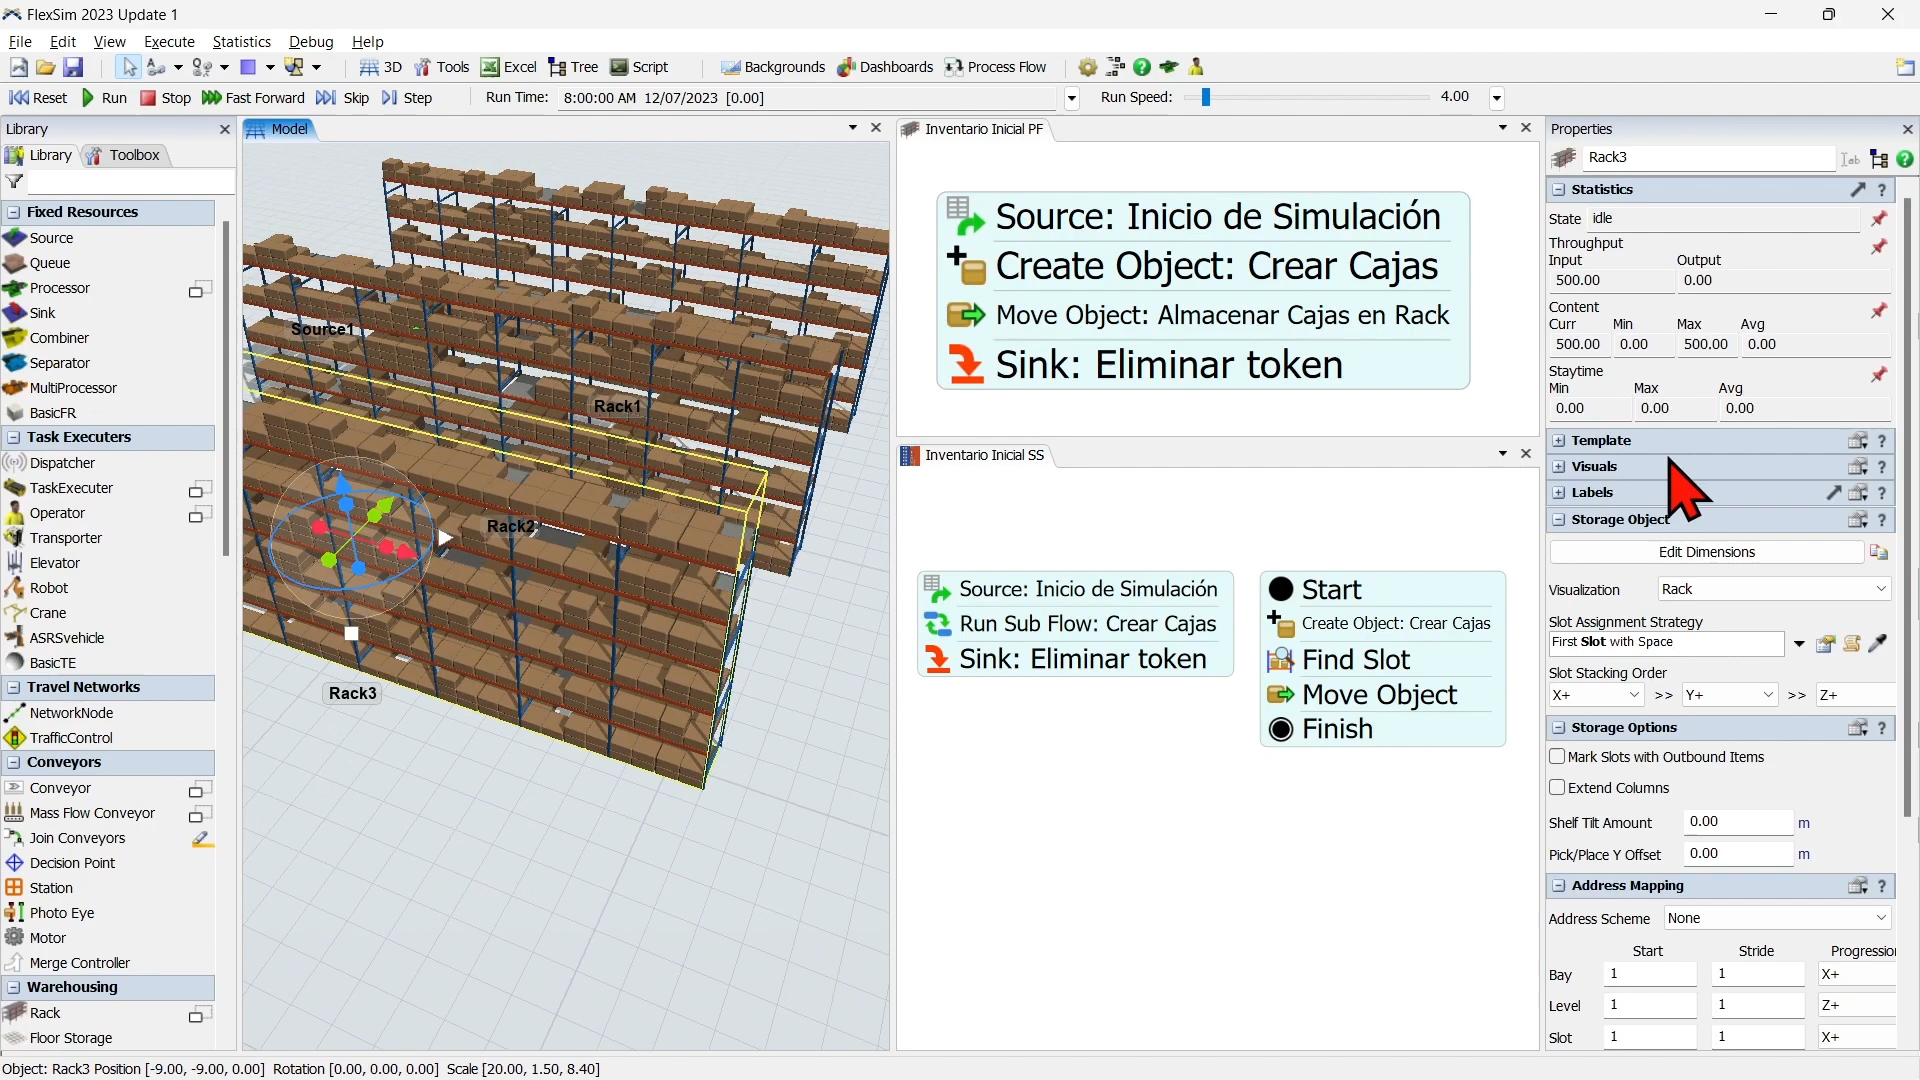 FlexSim 2023 Update 1
File Edit View Execute Statistics Debug Help
3D Tools Excel Tree Script Backgrounds Dashboards Process Flow
Reset Run Stop Fast Forward Skip Step Run Time: 8:00:00 AM 12/07/2023 [0.00] Run Speed: 4.00
Library
Library Toolbox
Fixed Resources
Source
Queue
Processor
Sink
Combiner
Separator
MultiProcessor
BasicFR
Task Executers
Dispatcher
TaskExecuter
Operator
Transporter
Elevator
Robot
Crane
ASRSvehicle
BasicTE
Travel Networks
NetworkNode
TrafficControl
Conveyors
Conveyor
Mass Flow Conveyor
Join Conveyors
Decision Point
Station
Photo Eye
Motor
Merge Controller
Warehousing
Rack
Floor Storage
Model
Source1
Rack1
Rack2
Rack3
Inventario Inicial PF
Source: Inicio de Simulación
Create Object: Crear Cajas
Move Object: Almacenar Cajas en Rack
Sink: Eliminar token
Inventario Inicial SS
Source: Inicio de Simulación
Run Sub Flow: Crear Cajas
Sink: Eliminar token
Start
Create Object: Crear Cajas
Find Slot
Move Object
Finish
Properties
Rack3
Statistics
State idle
Throughput
Input Output
500.00 0.00
Content
Curr Min Max Avg
500.00 0.00 500.00 0.00
Staytime
Min Max Avg
0.00 0.00 0.00
Template
Visuals
Labels
Storage Object
Edit Dimensions
Visualization Rack
Slot Assignment Strategy
First Slot with Space
Slot Stacking Order
X+ >> Y+ >> Z+
Storage Options
Mark Slots with Outbound Items
Extend Columns
Shelf Tilt Amount 0.00 m
Pick/Place Y Offset 0.00 m
Address Mapping
Address Scheme None
Start Stride Progression
Bay 1 1 X+
Level 1 1 Z+
Slot 1 1 X+
Object: Rack3 Position [-9.00, -9.00, 0.00] Rotation [0.00, 0.00, 0.00] Scale [20.00, 1.50, 8.40]